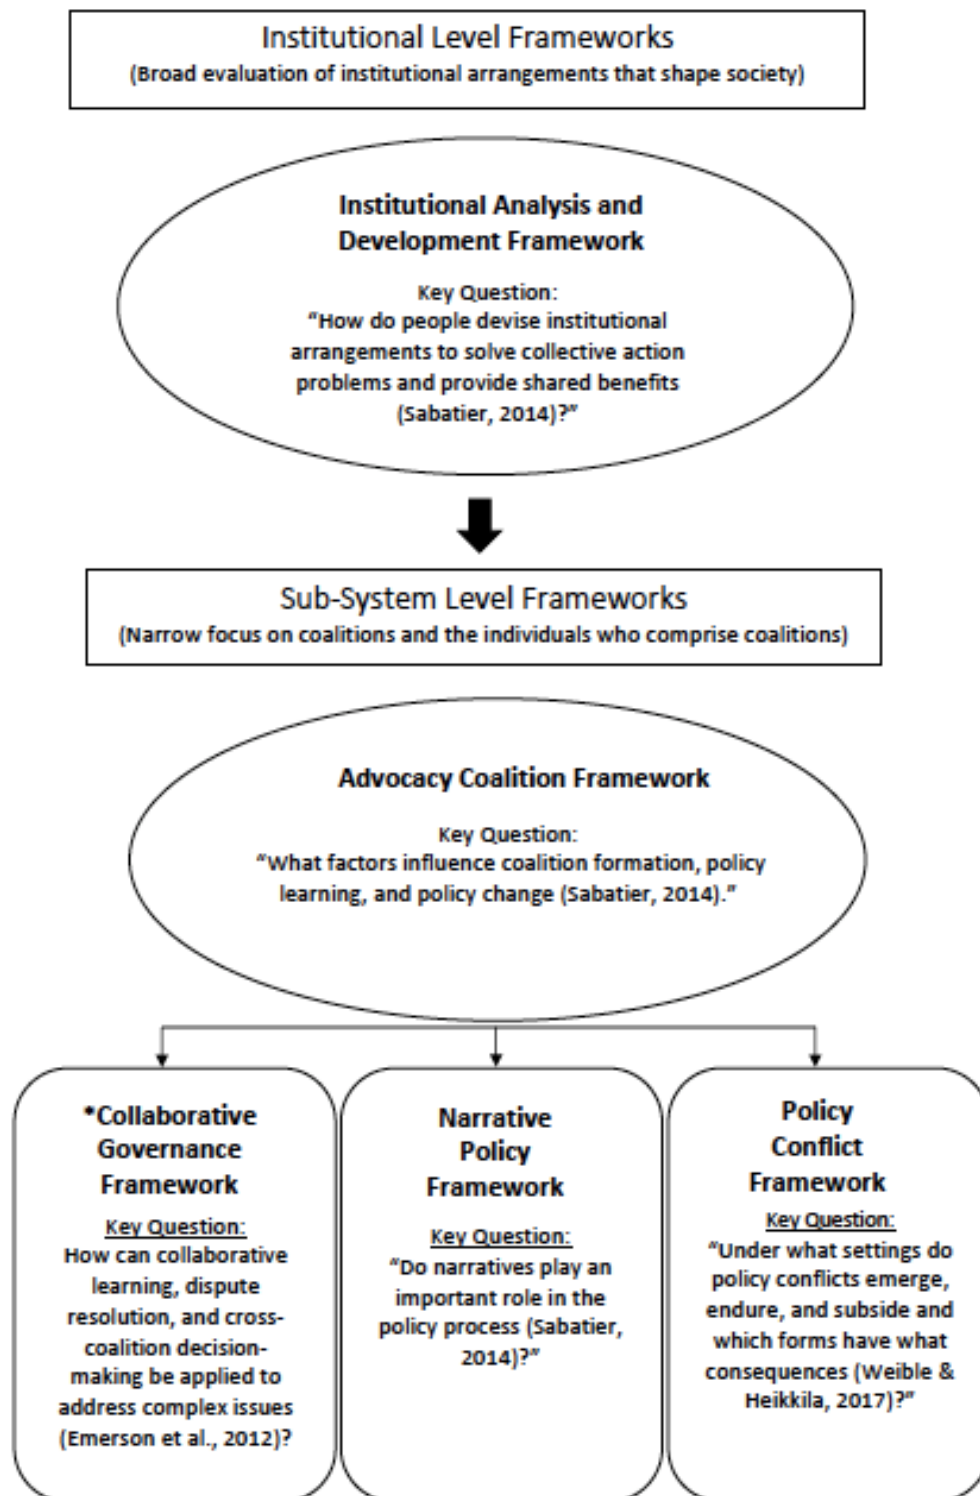 Institutional Level Frameworks
(Broad evaluation of institutional arrangements that shape society)
Institutional Analysis and
Development Framework
Key Question:
“How do people devise institutional
arrangements to solve collective action
problems and provide shared benefits
(Sabatier, 2014)?”
Sub-System Level Frameworks
(Narrow focus on coalitions and the individuals who comprise coalitions)
Advocacy Coalition Framework
Key Question:
“What factors influence coalition formation, policy
learning, and policy change (Sabatier, 2014).”
*Collaborative
Governance
Framework
Key Question:
How can collaborative
learning, dispute
resolution, and cross-
coalition decision-
making be applied to
address complex issues
(Emerson et al., 2012)?
Narrative
Policy
Framework
Key Question:
“Do narratives play an
important role in the
policy process (Sabatier,
2014)?”
Policy
Conflict
Framework
Key Question:
“Under what settings do
policy conflicts emerge,
endure, and subside and
which forms have what
consequences (Weible &
Heikkila, 2017)?”